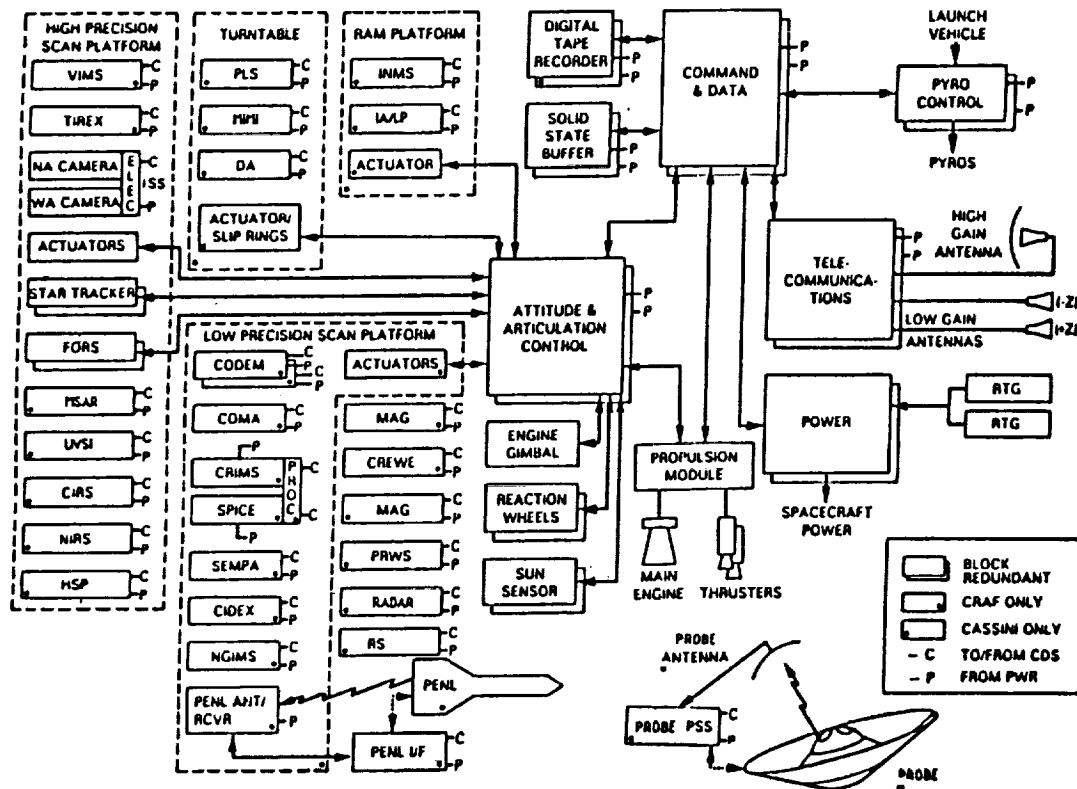 HIGH PRECISION
SCAN PLATFORM
VIMS
C
P
TIREX
C
P
NA CAMERA
WA CAMERA
ELEC
C
ISS
P
ACTUATORS
STAR TRACKER
FORS
MSAR
C
P
UVSI
C
P
CIRS
C
P
NIRS
C
P
HSP
C
P
TURNTABLE
PLS
C
P
MIMI
C
P
DA
C
P
ACTUATOR/
SLIP RINGS
RAM PLATFORM
INMS
C
P
IA/LP
C
P
ACTUATOR
LOW PRECISION SCAN PLATFORM
CODEM
C
P
C
P
COMA
C
P
P
CRIMS
SPICE
PROC
C
C
P
SEMPA
C
P
CIDEX
C
P
NGIMS
C
P
PENL ANT/
RCVR
P
ACTUATORS
MAG
C
P
CREWE
C
P
MAG
C
P
PRWS
C
P
RADAR
C
P
RS
C
P
PENL
PENL I/F
C
P
DIGITAL TAPE
RECORDER
P
P
SOLID
STATE
BUFFER
P
P
COMMAND
& DATA
P
P
LAUNCH
VEHICLE
PYRO
CONTROL
P
P
PYROS
ATTITUDE &
ARTICULATION
CONTROL
P
P
TELE-
COMMUNICA-
TIONS
P
P
HIGH
GAIN
ANTENNA
(-Z)
LOW GAIN
ANTENNAS
(+Z)
POWER
RTG
RTG
SPACECRAFT
POWER
ENGINE
GIMBAL
REACTION
WHEELS
SUN
SENSOR
PROPULSION
MODULE
MAIN
ENGINE
THRUSTERS
PROBE
ANTENNA
PROBE PSS
C
P
PROBE
BLOCK
REDUNDANT
CRAF ONLY
CASSINI ONLY
- C TO/FROM CDS
- P FROM PWR